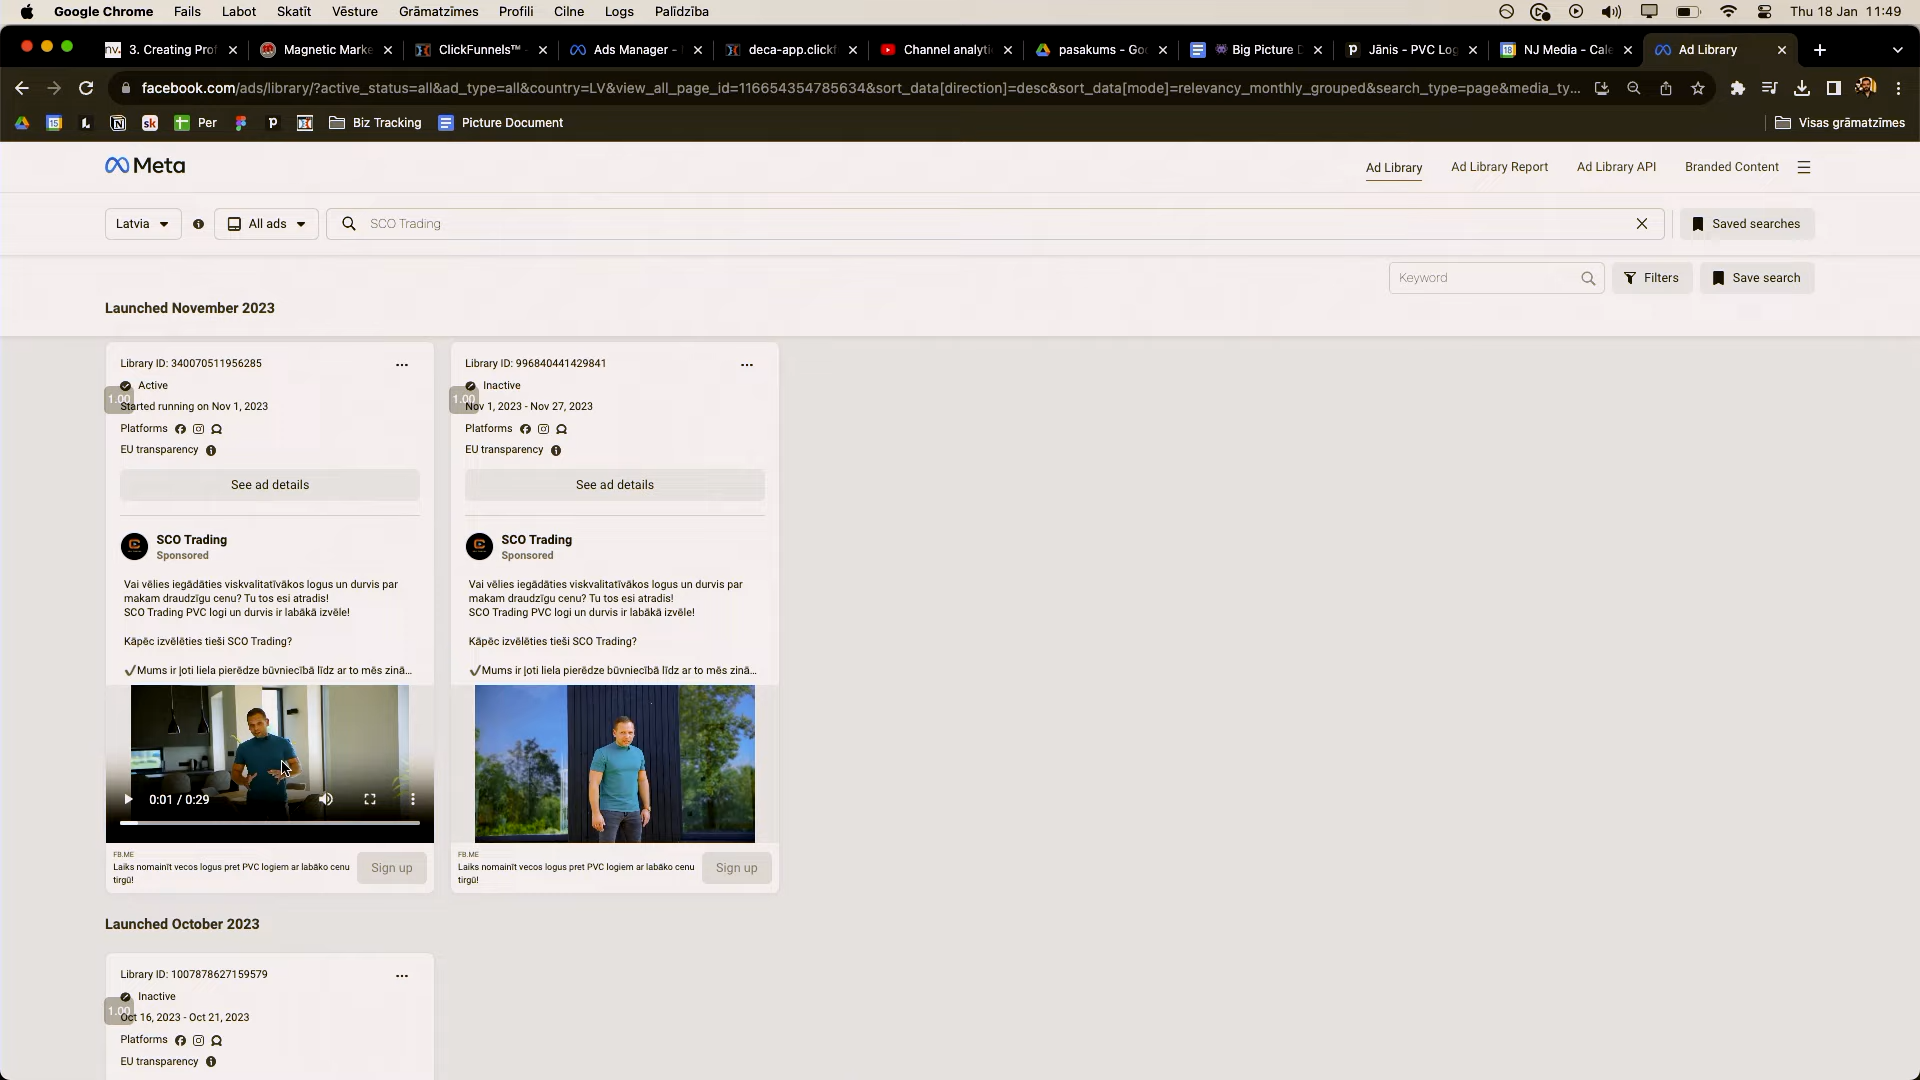 Google Chrome Fails Labot Skatīt Vēsture Grāmatzīmes Profili Cilne Logs Palīdzība Thu 18 Jan 11:49
nv. 3. Creating Prof Magnetic Marke ClickFunnels™ - Ads Manager - deca-app.clickf Channel analytic pasakums - Goo Big Picture D Jānis - PVC Log NJ Media - Cale Ad Library
facebook.com/ads/library/?active_status=all&ad_type=all&country=LV&view_all_page_id=116654354785634&sort_data[direction]=desc&sort_data[mode]=relevancy_monthly_grouped&search_type=page&media_ty...
Per Biz Tracking Picture Document Visas grāmatzīmes
Meta
Ad Library Ad Library Report Ad Library API Branded Content
Latvia All ads SCO Trading Saved searches
Keyword Filters Save search
Launched November 2023
Library ID: 340070511956285
Active
1.00
Started running on Nov 1, 2023
Platforms
EU transparency
See ad details
SCO Trading
Sponsored
Vai vēlies iegādāties viskvalitatīvākos logus un durvis par
makam draudzīgu cenu? Tu tos esi atradis!
SCO Trading PVC logi un durvis ir labākā izvēle!
Kāpēc izvēlēties tieši SCO Trading?
✔Mums ir ļoti liela pierēdze būvniecībā līdz ar to mēs zinā...
0:01 / 0:29
FB.ME
Laiks nomainīt vecos logus pret PVC logiem ar labāko cenu
tirgū!
Sign up
Library ID: 996840441429841
Inactive
1.00
Nov 1, 2023 - Nov 27, 2023
Platforms
EU transparency
See ad details
SCO Trading
Sponsored
Vai vēlies iegādāties viskvalitatīvākos logus un durvis par
makam draudzīgu cenu? Tu tos esi atradis!
SCO Trading PVC logi un durvis ir labākā izvēle!
Kāpēc izvēlēties tieši SCO Trading?
✔Mums ir ļoti liela pierēdze būvniecībā līdz ar to mēs zinā...
FB.ME
Laiks nomainīt vecos logus pret PVC logiem ar labāko cenu
tirgū!
Sign up
Launched October 2023
Library ID: 1007878627159579
Inactive
1.00
Oct 16, 2023 - Oct 21, 2023
Platforms
EU transparency